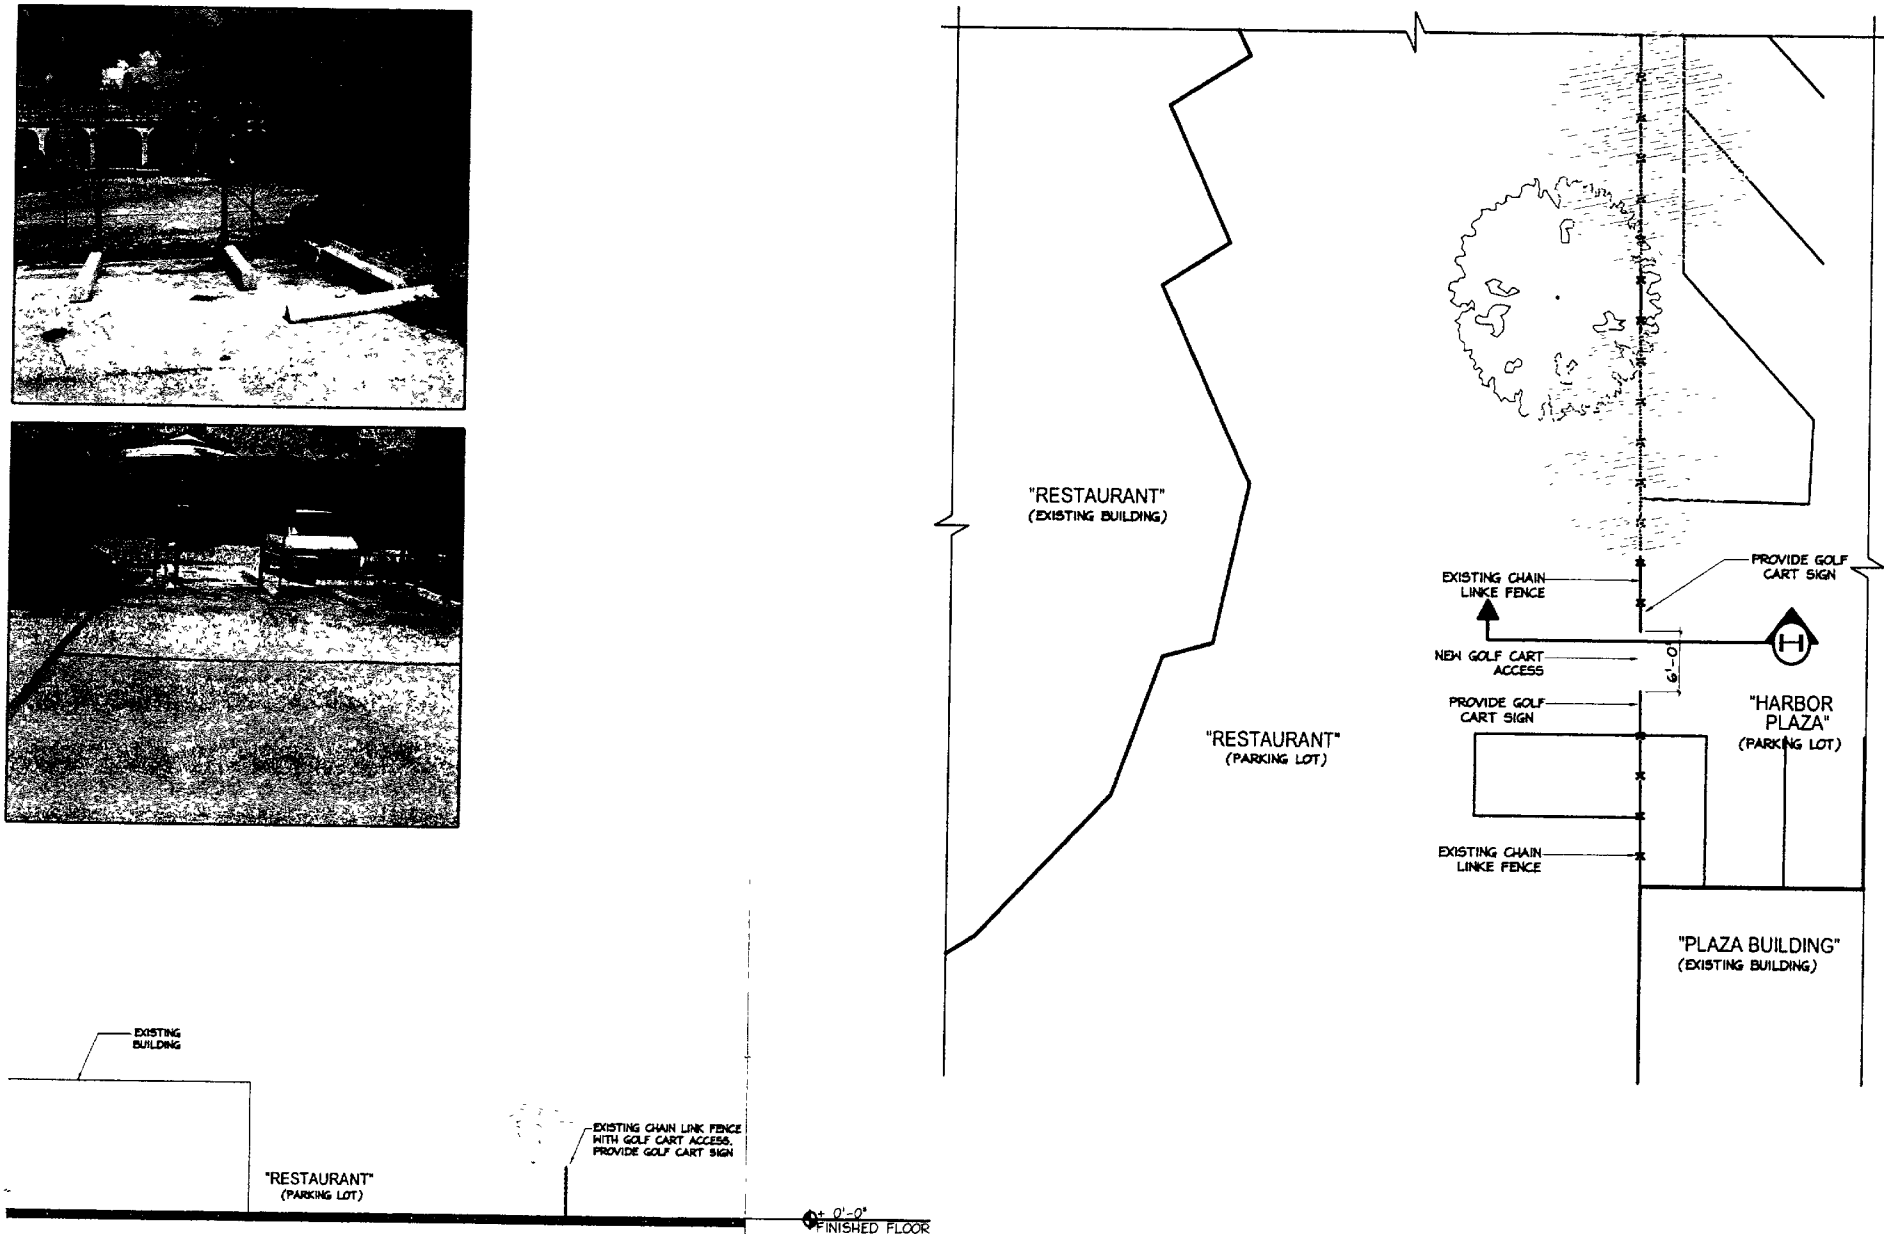 "RESTAURANT"
(EXISTING BUILDING)
EXISTING CHAIN
LINKE FENCE
PROVIDE GOLF
CART SIGN
H
NEW GOLF CART
ACCESS
6'-0"
PROVIDE GOLF
CART SIGN
"HARBOR
PLAZA"
(PARKING LOT)
"RESTAURANT"
(PARKING LOT)
EXISTING CHAIN
LINKE FENCE
"PLAZA BUILDING"
(EXISTING BUILDING)
EXISTING
BUILDING
EXISTING CHAIN LINK FENCE
WITH GOLF CART ACCESS.
PROVIDE GOLF CART SIGN
"RESTAURANT"
(PARKING LOT)
+ 0'-0"
FINISHED FLOOR